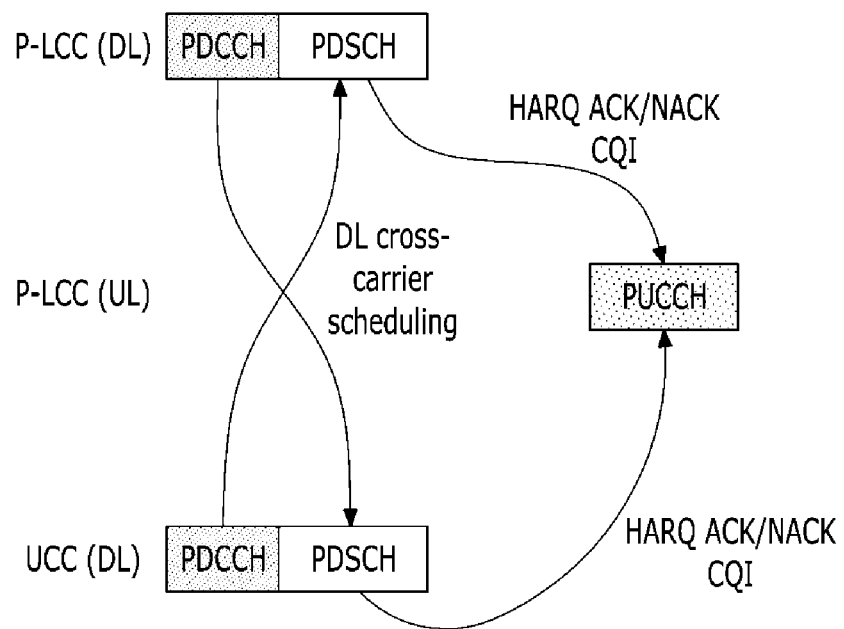 P-LCC (DL)
PDCCH
PDSCH
HARQ ACK/NACK
CQI
DL cross-
carrier
scheduling
P-LCC (UL)
PUCCH
UCC (DL)
PDCCH
PDSCH
HARQ ACK/NACK
CQI